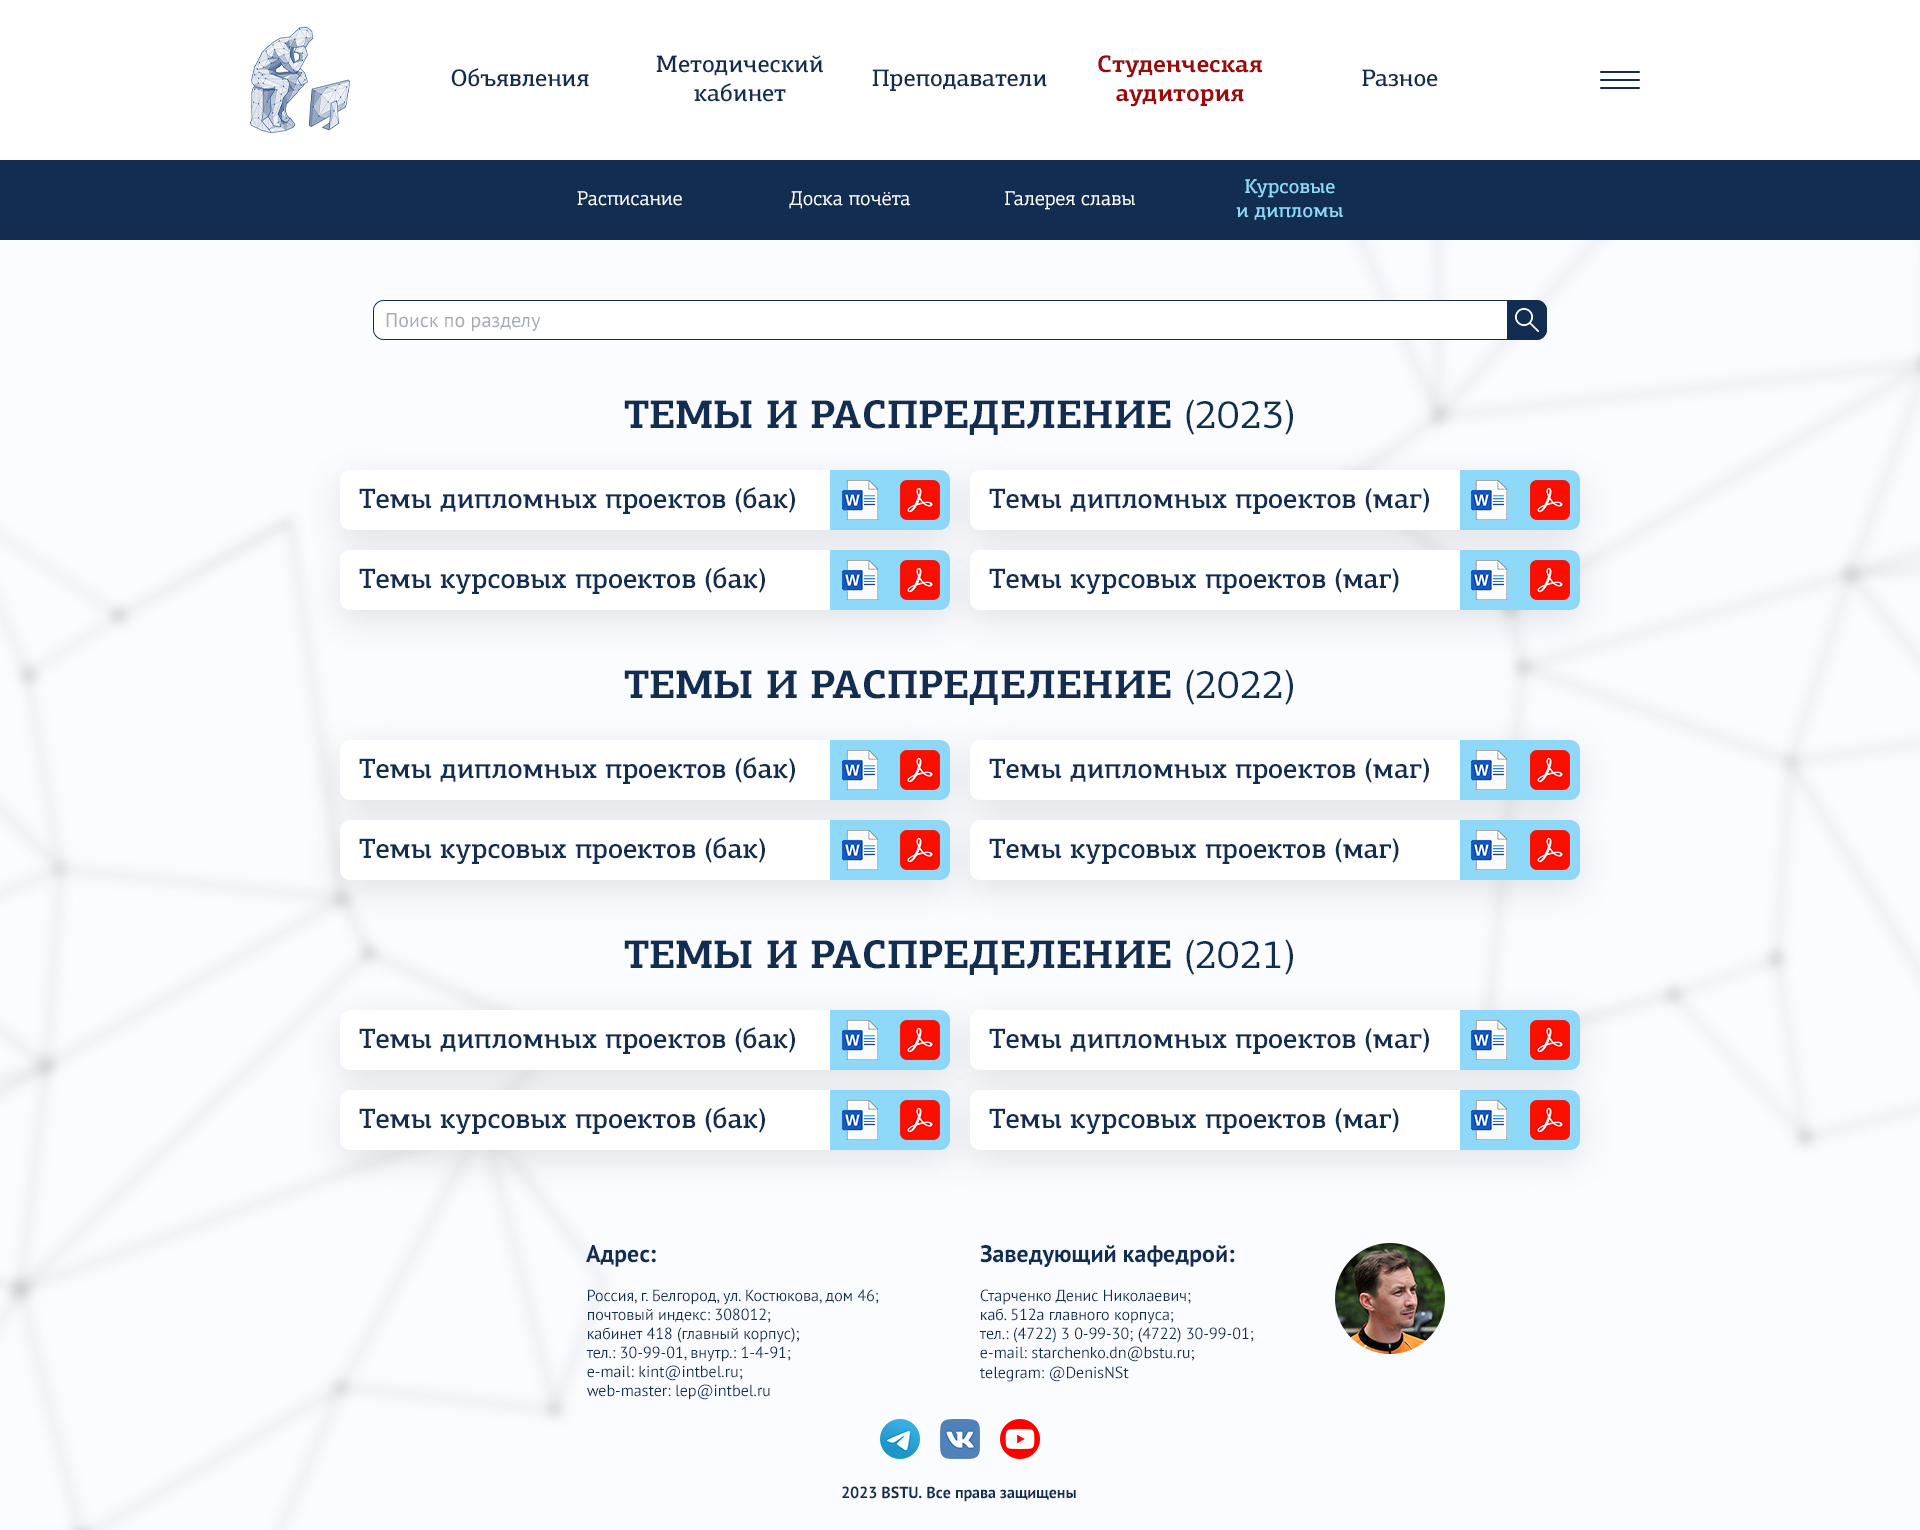 Объявления
Методический
кабинет
Преподаватели
Студенческая
аудитория
Разное
Расписание
Доска почёта
Галерея славы
Курсовые
и дипломы
Поиск по разделу
ТЕМЫ И РАСПРЕДЕЛЕНИЕ (2023)
Темы дипломных проектов (бак)
W
Темы дипломных проектов (маг)
W
Темы курсовых проектов (бак)
W
Темы курсовых проектов (маг)
W
ТЕМЫ И РАСПРЕДЕЛЕНИЕ (2022)
Темы дипломных проектов (бак)
W
Темы дипломных проектов (маг)
W
Темы курсовых проектов (бак)
W
Темы курсовых проектов (маг)
W
ТЕМЫ И РАСПРЕДЕЛЕНИЕ (2021)
Темы дипломных проектов (бак)
W
Темы дипломных проектов (маг)
W
Темы курсовых проектов (бак)
W
Темы курсовых проектов (маг)
W
Адрес:
Россия, г. Белгород, ул. Костюкова, дом 46;
почтовый индекс: 308012;
кабинет 418 (главный корпус);
тел.: 30-99-01, внутр.: 1-4-91;
e-mail: kint@intbel.ru;
web-master: lep@intbel.ru
Заведующий кафедрой:
Старченко Денис Николаевич;
каб. 512а главного корпуса;
тел.: (4722) 3 0-99-30; (4722) 30-99-01;
e-mail: starchenko.dn@bstu.ru;
telegram: @DenisNSt
2023 BSTU. Все права защищены